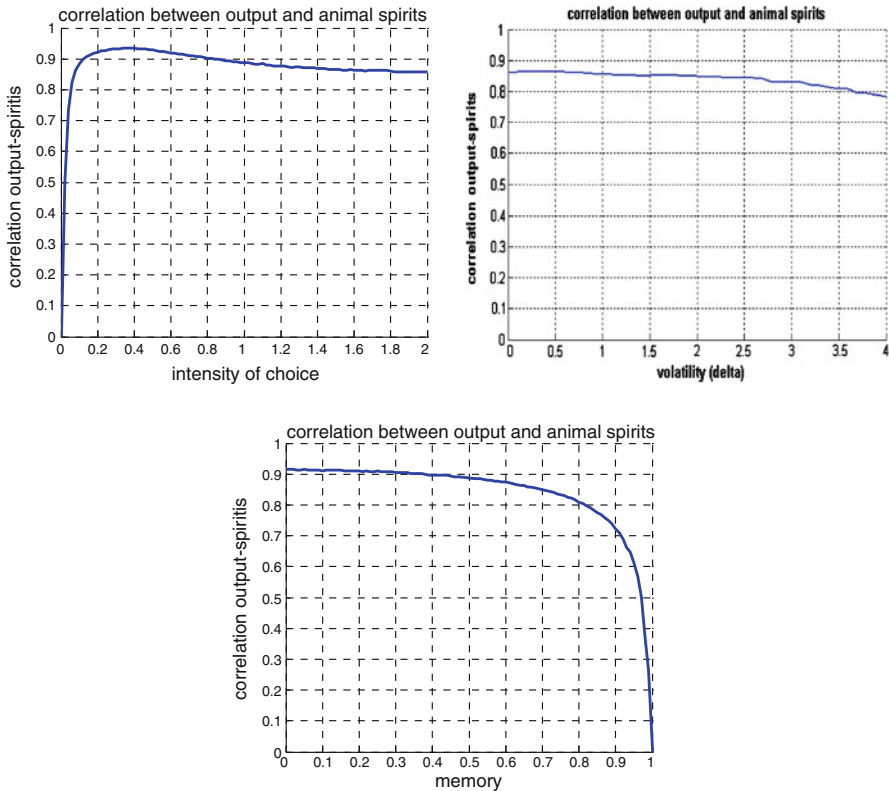 correlation between output and animal spirits
1
0.9
0.8
0.7
0.6
0.5
0.4
0.3
0.2
0.1
0
correlation output-spiritis
0 0.2 0.4 0.6 0.8 1 1.2 1.4 1.6 1.8 2
intensity of choice
correlation between output and animal spirits
1
0.9
0.8
0.7
0.6
0.5
0.4
0.3
0.2
0.1
0
correlation output-spirits
0 0.5 1 1.5 2 2.5 3 3.5 4
volatility (delta)
correlation between output and animal spirits
1
0.9
0.8
0.7
0.6
0.5
0.4
0.3
0.2
0.1
0
correlation output-spiritis
0 0.1 0.2 0.3 0.4 0.5 0.6 0.7 0.8 0.9 1
memory